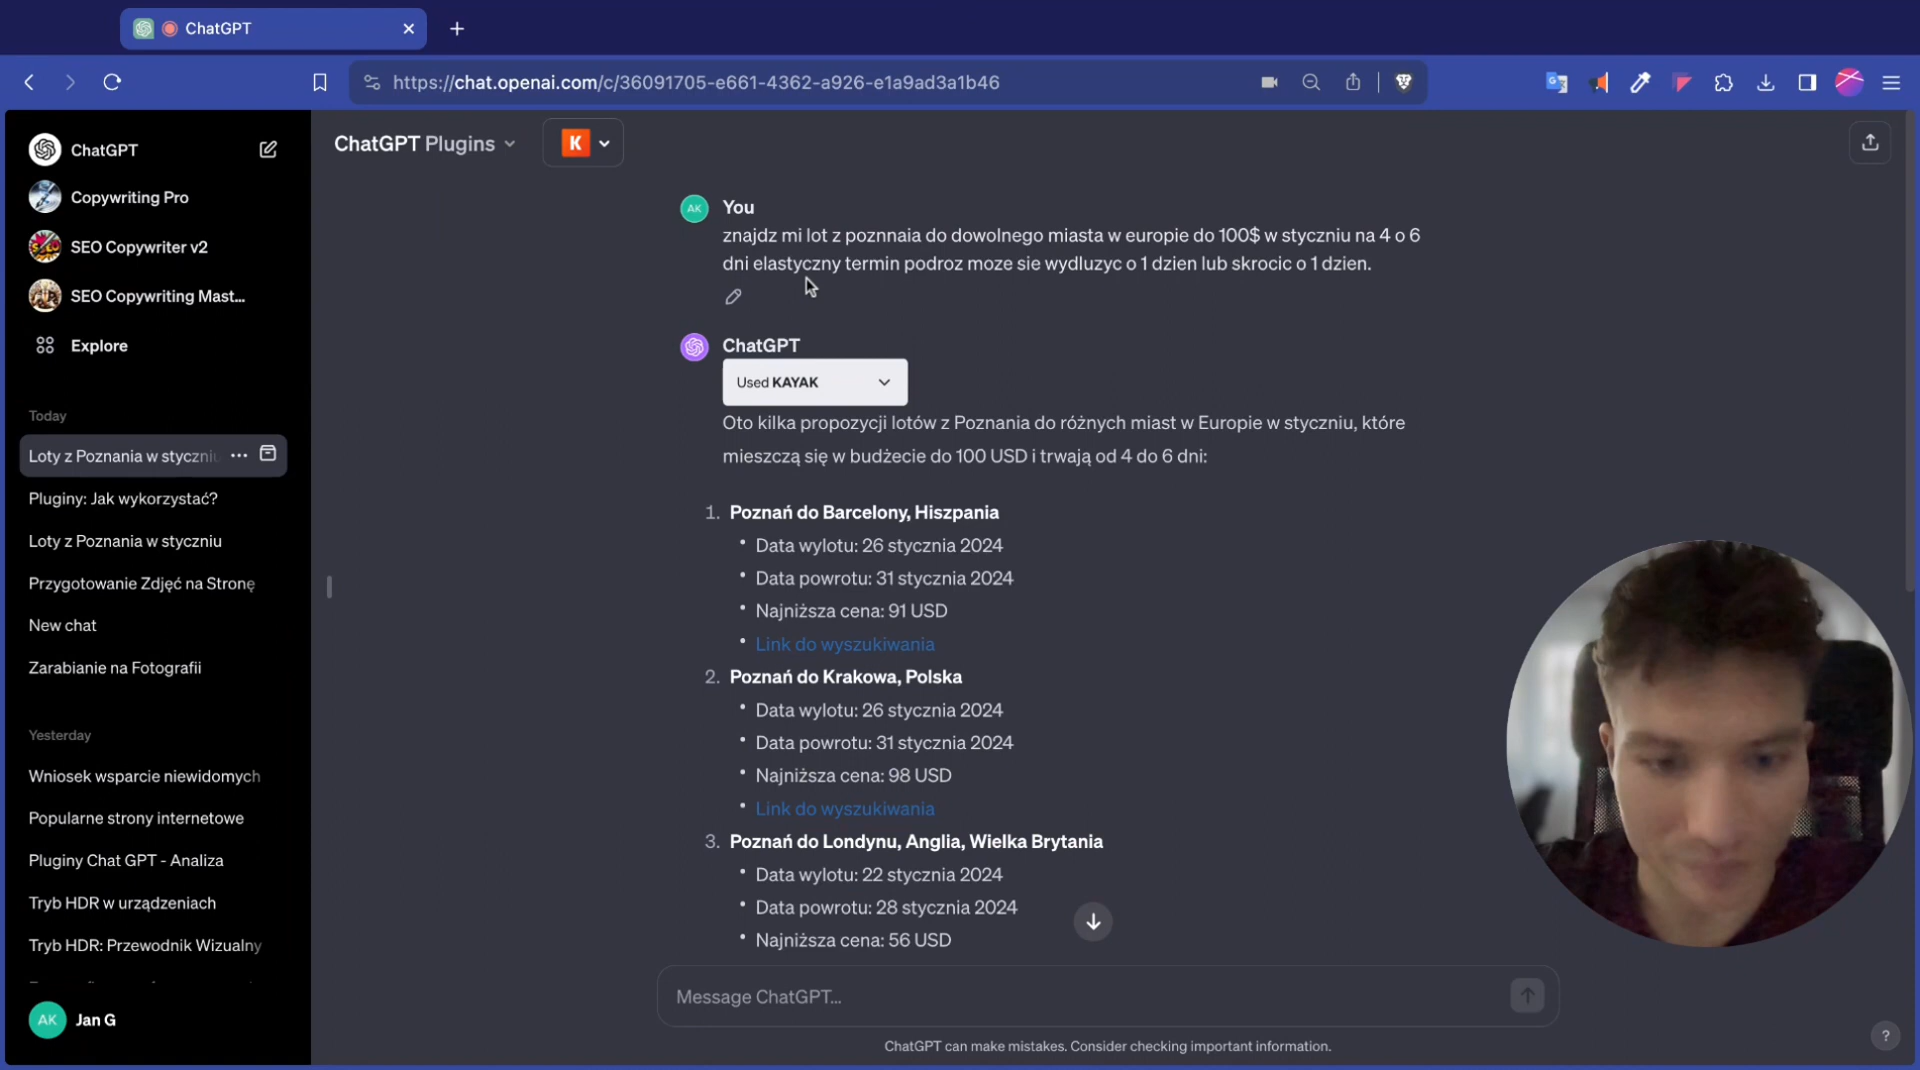 ChatGPT
https://chat.openai.com/c/36091705-e661-4362-a926-e1a9ad3a1b46
ChatGPT
Copywriting Pro
SEO Copywriter v2
SEO Copywriting Mast...
Explore
Today
Loty z Poznania w styczniu
Pluginy: Jak wykorzystać?
Loty z Poznania w styczniu
Przygotowanie Zdjęć na Stronę
New chat
Zarabianie na Fotografii
Yesterday
Wniosek wsparcie niewidomych
Popularne strony internetowe
Pluginy Chat GPT - Analiza
Tryb HDR w urządzeniach
Tryb HDR: Przewodnik Wizualny
AK Jan G
ChatGPT Plugins
K
AK You
znajdz mi lot z poznnaia do dowolnego miasta w europie do 100$ w styczniu na 4 o 6
dni elastyczny termin podroz moze sie wydluzyc o 1 dzien lub skrocic o 1 dzien.
ChatGPT
Used KAYAK
Oto kilka propozycji lotów z Poznania do różnych miast w Europie w styczniu, które
mieszczą się w budżecie do 100 USD i trwają od 4 do 6 dni:
1. Poznań do Barcelony, Hiszpania
• Data wylotu: 26 stycznia 2024
• Data powrotu: 31 stycznia 2024
• Najniższa cena: 91 USD
• Link do wyszukiwania
2. Poznań do Krakowa, Polska
• Data wylotu: 26 stycznia 2024
• Data powrotu: 31 stycznia 2024
• Najniższa cena: 98 USD
• Link do wyszukiwania
3. Poznań do Londynu, Anglia, Wielka Brytania
• Data wylotu: 22 stycznia 2024
• Data powrotu: 28 stycznia 2024
• Najniższa cena: 56 USD
Message ChatGPT...
ChatGPT can make mistakes. Consider checking important information.
?